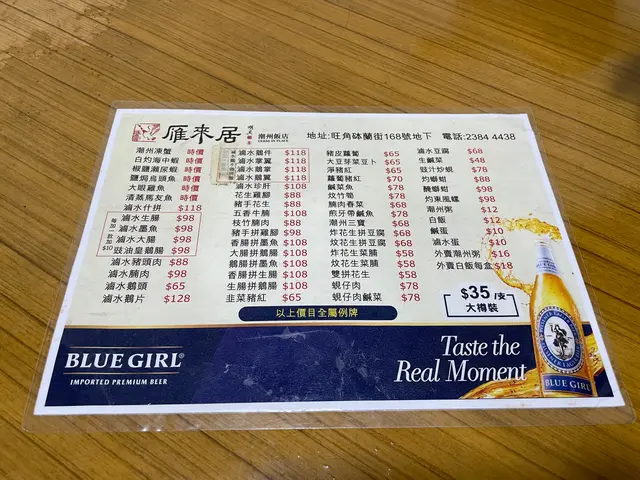 雁來居 潮州飯店 地址:旺角砵蘭街168號地下 電話:2384 4438
潮州凍蟹 時價
白灼海中蝦 時價
椒鹽瀨尿蝦 時價
鹽焗烏頭魚 時價
大眼雞魚 時價
清蒸馬友魚 時價
滷水什拼 $118
滷水生腸 $98
滷水墨魚 $98
滷水大腸 $98
豉油皇鵝腸 $98
滷水豬頭肉 $88
滷水腩肉 $98
滷水鵝頭 $65
滷水鵝片 $128
滷水鵝件 $118
滷水掌翼 $118
滷水鵝掌 $118
滷水鵝翼 $118
滷水珍肝 $108
花生雞腳 $88
豬手花生 $88
五香牛腩 $108
枝竹腩肉 $88
豬手拼雞腳 $98
香腸拼墨魚 $108
大腸拼鵝腸 $108
鵝腸拼墨魚 $108
香腸拼生腸 $108
生腸拼鵝腸 $108
韭菜豬紅 $65
豬皮蘿蔔 $65
大豆芽菜豆卜 $65
淨豬紅 $65
蘿蔔豬紅 $70
鹹菜魚 $78
炆竹筍 $78
腩肉春菜 $68
煎牙帶鹹魚 $78
潮州三寶 $68
炸花生拼豆腐 $68
炆花生拼豆腐 $68
炸花生菜脯 $58
炆花生菜脯 $58
雙拼花生 $58
蜆仔肉 $78
蜆仔肉鹹菜 $78
滷水豆腐 $68
生鹹菜 $48
豉汁炒蜆 $78
灼螄蚶 $88
醃螄蚶 $98
灼東風螺 $98
潮州粥 $12
白飯 $12
鹹蛋 $10
滷水蛋 $10
外賣潮州粥 $16
外賣白飯每盒 $18
$35/支
大樽裝
以上價目全屬例牌
BLUE GIRL®
IMPORTED PREMIUM BEER
Taste the
Real Moment
BLUE GIRL